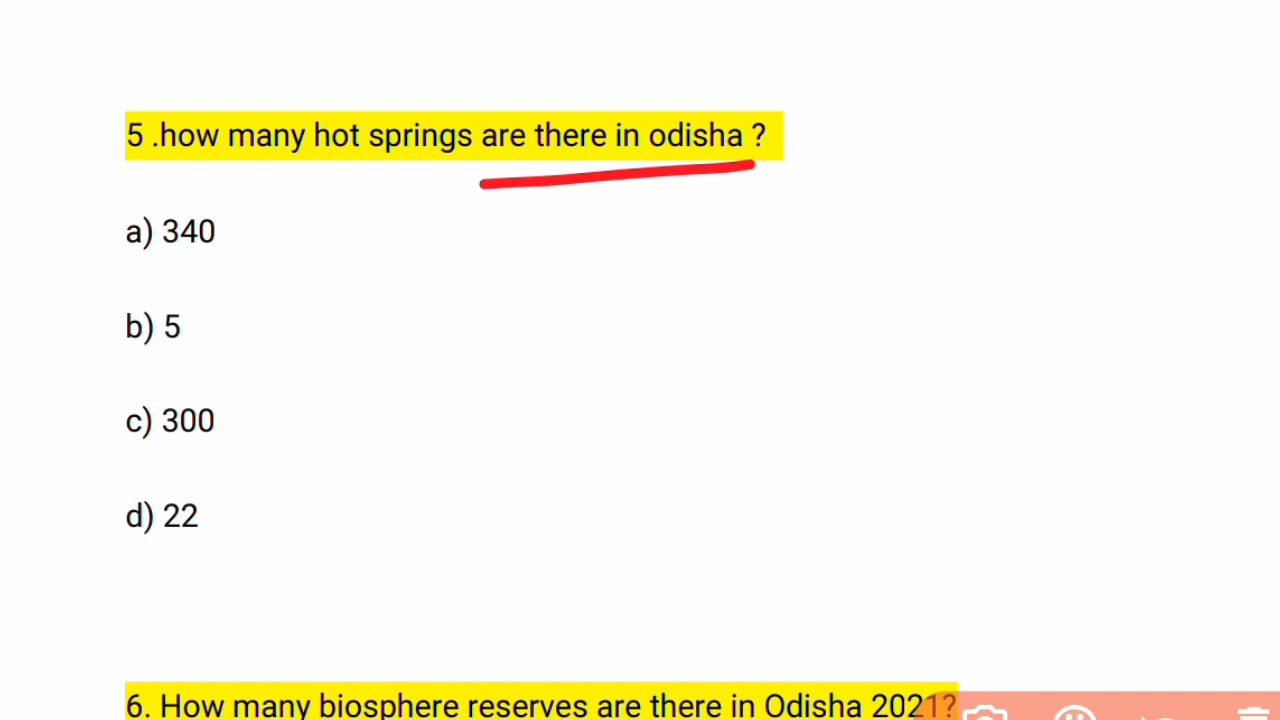 5 .how many hot springs are there in odisha ?
a) 340
b) 5
c) 300
d) 22
6. How many biosphere reserves are there in Odisha 2021?